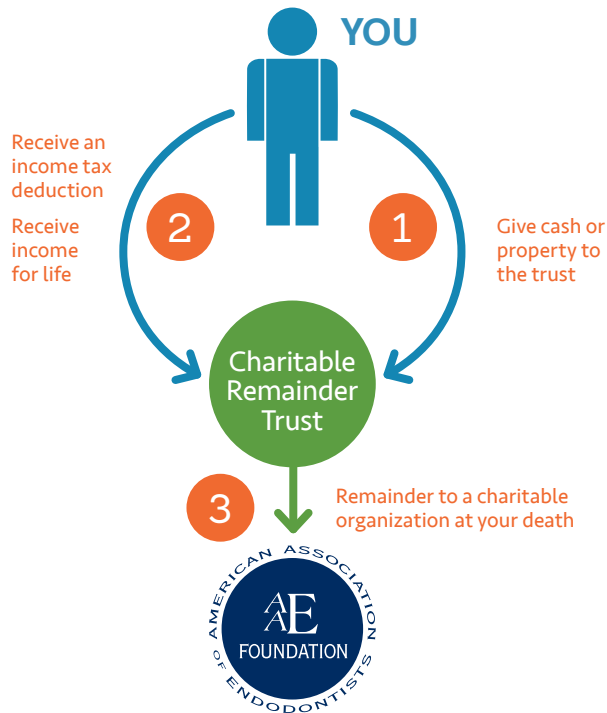 YOU
Receive an
income tax
deduction
Receive
income
for life
2
1
Give cash or
property to
the trust
Charitable
Remainder
Trust
3
Remainder to a charitable
organization at your death
AMERICAN ASSOCIATION
of ENDODONTISTS
AAE
FOUNDATION